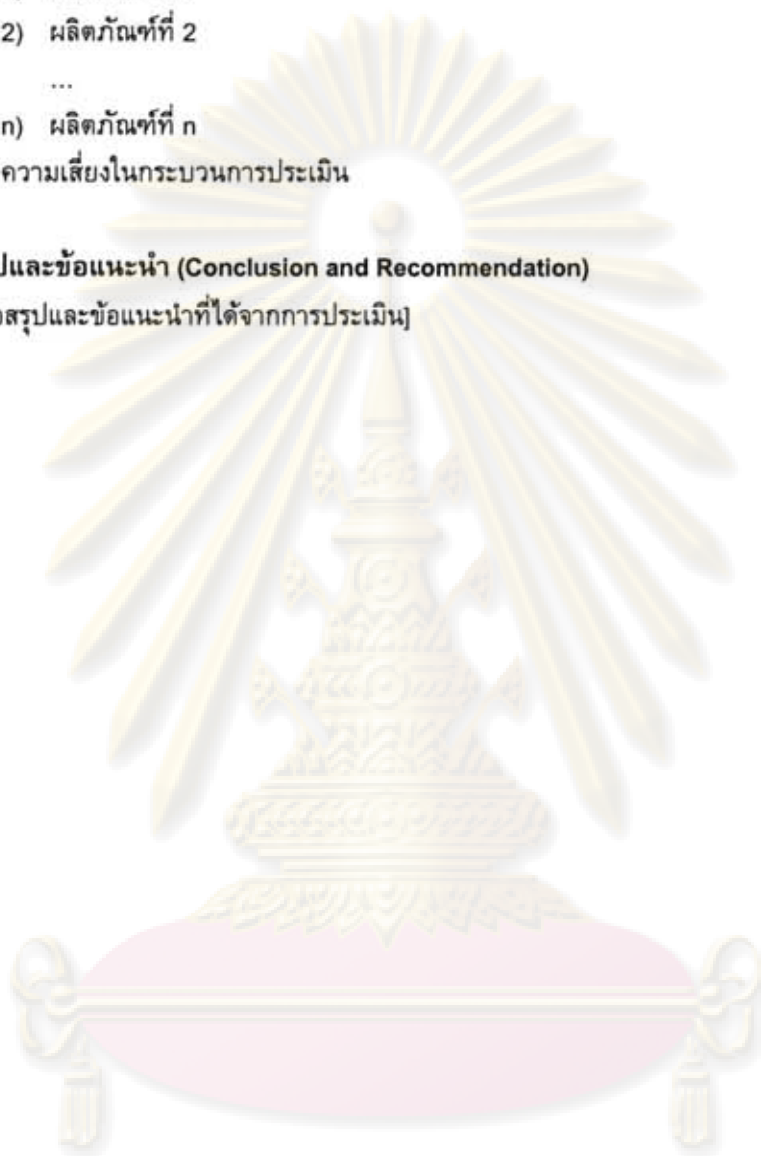 2) ผลิตภัณฑ์ที่ 2
...
n) ผลิตภัณฑ์ที่ n
ความเสี่ยงในกระบวนการประเมิน
และข้อแนะนำ (Conclusion and Recommendation)
สรุปและข้อแนะนำที่ได้จากการประเมิน]